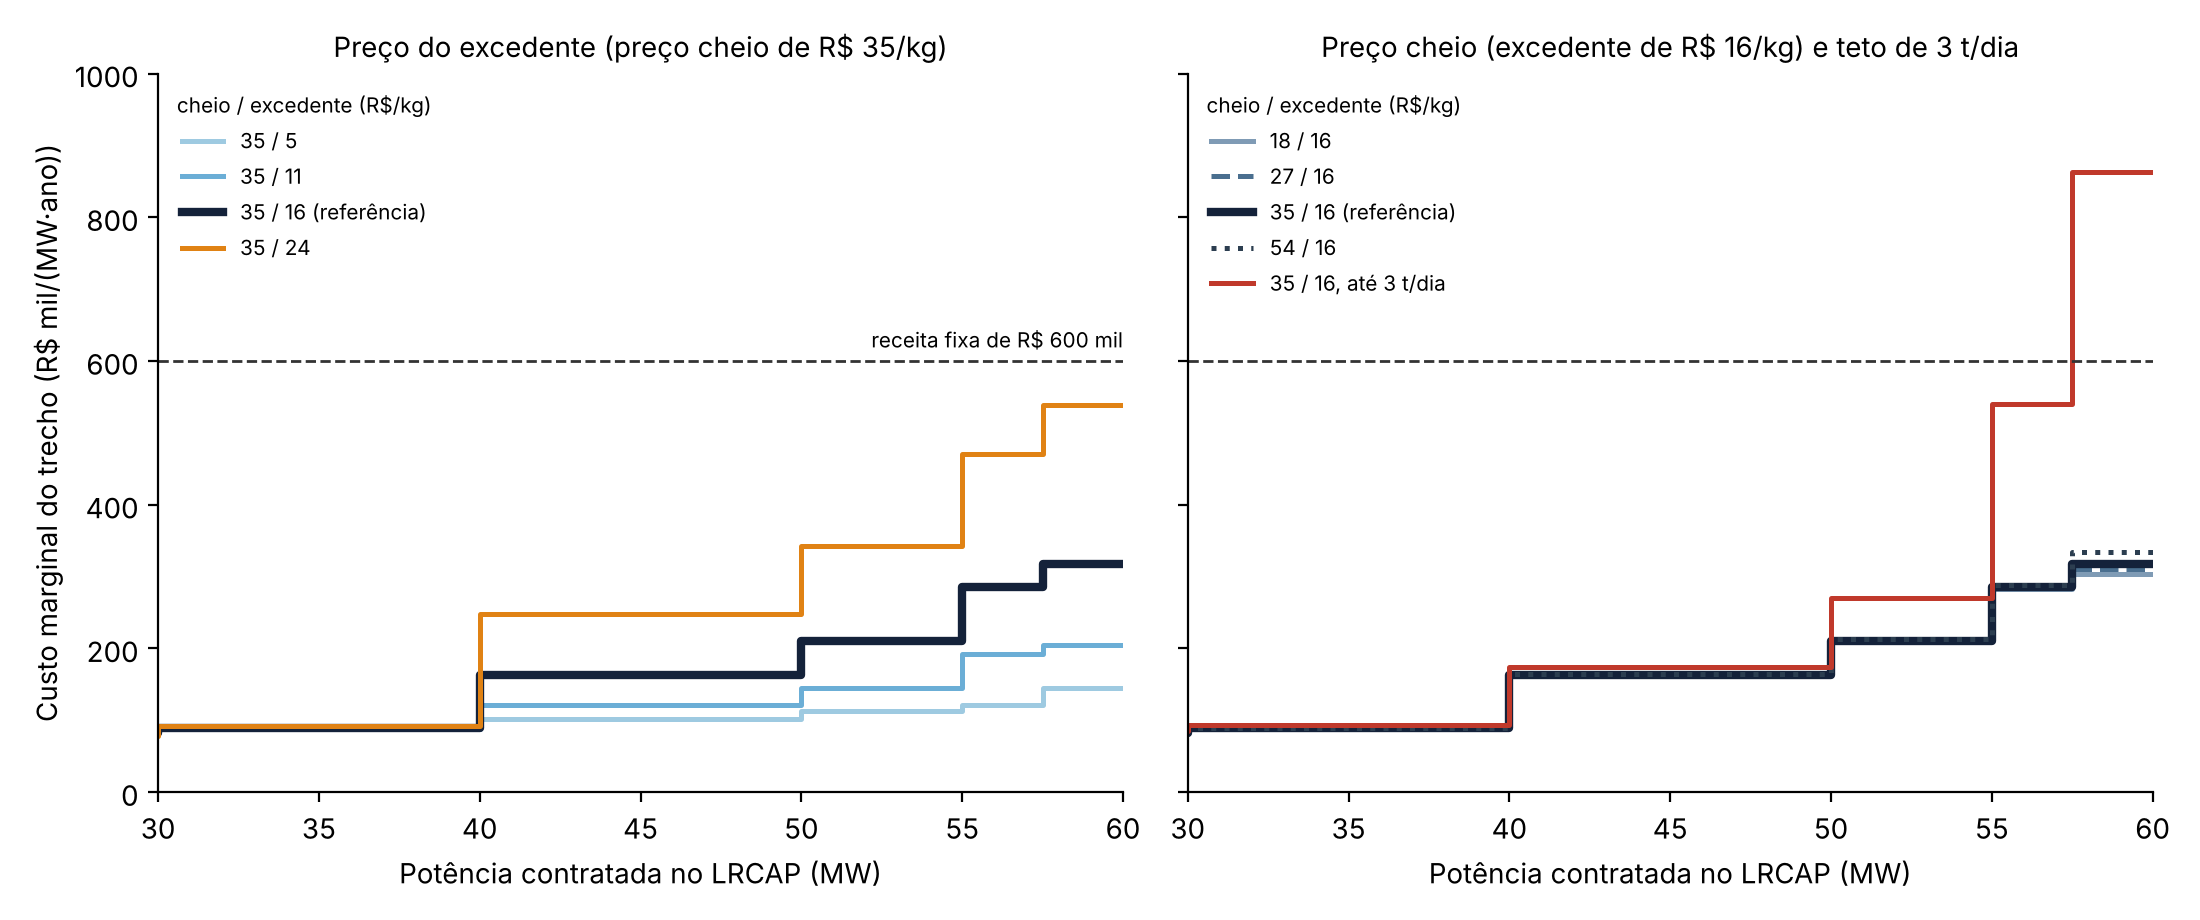 Preço do excedente (preço cheio de R$ 35/kg)
Custo marginal do trecho (R$ mil/(MW·ano))
1000
800
600
400
200
0
cheio / excedente (R$/kg)
35 / 5
35 / 11
35 / 16 (referência)
35 / 24
receita fixa de R$ 600 mil
30 35 40 45 50 55 60
Potência contratada no LRCAP (MW)
Preço cheio (excedente de R$ 16/kg) e teto de 3 t/dia
cheio / excedente (R$/kg)
18 / 16
27 / 16
35 / 16 (referência)
54 / 16
35 / 16, até 3 t/dia
30 35 40 45 50 55 60
Potência contratada no LRCAP (MW)